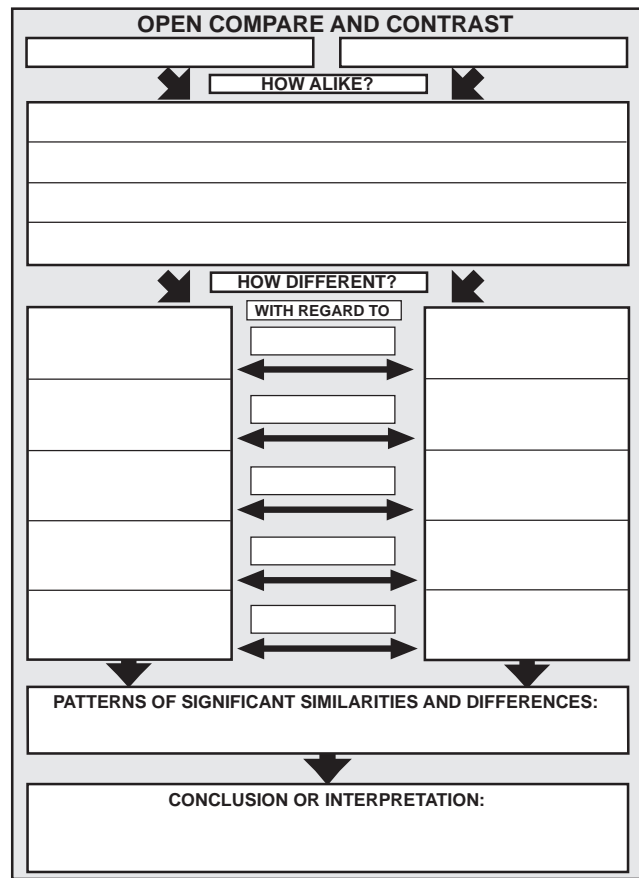 OPEN COMPARE AND CONTRAST
HOW ALIKE?
HOW DIFFERENT?
WITH REGARD TO
PATTERNS OF SIGNIFICANT SIMILARITIES AND DIFFERENCES:
CONCLUSION OR INTERPRETATION: